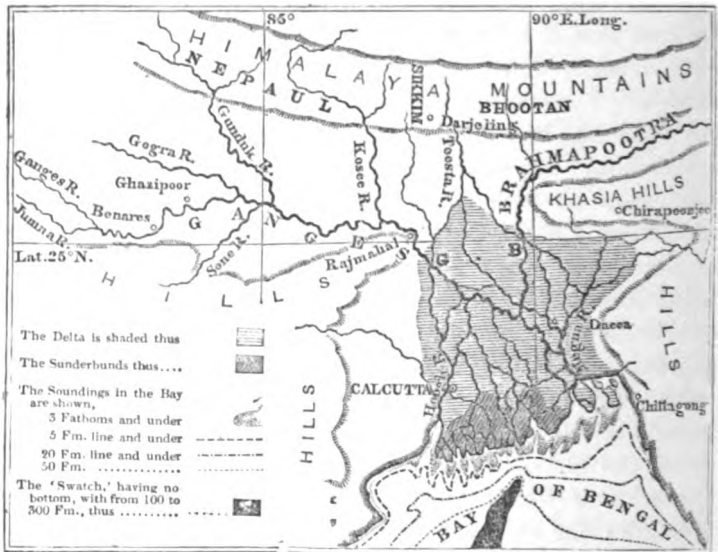 85°
90° E. Long.
HIMALAYA MOUNTAINS
NEPAUL
SIKKIM
BHOOTAN
Darjeling
BRAHMAPOOTRA
Gunduk R.
Gogra R.
Kosee R.
Teesta R.
Ganges R.
Ghazipoor
KHASIA HILLS
Chirapoonjee
Benares
GANGES
Jumna R.
B
G
Lat. 25° N.
Sone R.
Rajmahal
HILLS
The Delta is shaded thus
Dacca
HILLS
Megna R.
The Sunderbunds thus....
CALCUTTA
HILLS
The Soundings in the Bay
are shown,
3 Fathoms and under
Chittagong
5 Fm. line and under
20 Fm. line and under
50 Fm. ............
The 'Swatch,' having no
bottom, with from 100 to
300 Fm., thus ..........
BAY OF BENGAL